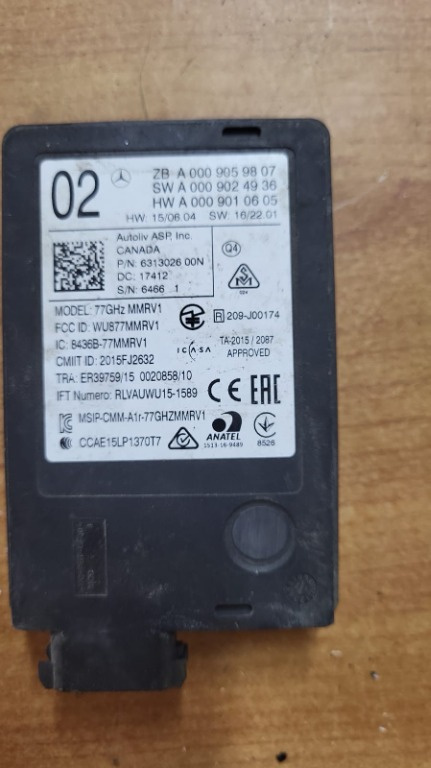 02
ZB A 000 905 98 07
SW A 000 902 49 36
HW A 000 901 06 05
HW: 15/06.04 SW: 16/22.01
Autoliv ASP, Inc.
CANADA
P/N: 6313026 00N
DC: 17412
S/N: 6466 1
Q4
MODEL: 77GHz MMRV1
FCC ID: WU877MMRV1
R 209-J00174
IC: 8436B-77MMRV1
ICASA
TA-2015 / 2087
APPROVED
CMIIT ID: 2015FJ2632
TRA: ER39759/15 0020858/10
IFT Numero: RLVAUWU15-1589
CE EAC
MSIP-CMM-A1r-77GHZMMRV1
CCAE15LP1370T7
ANATEL
1513-16-9489
8526